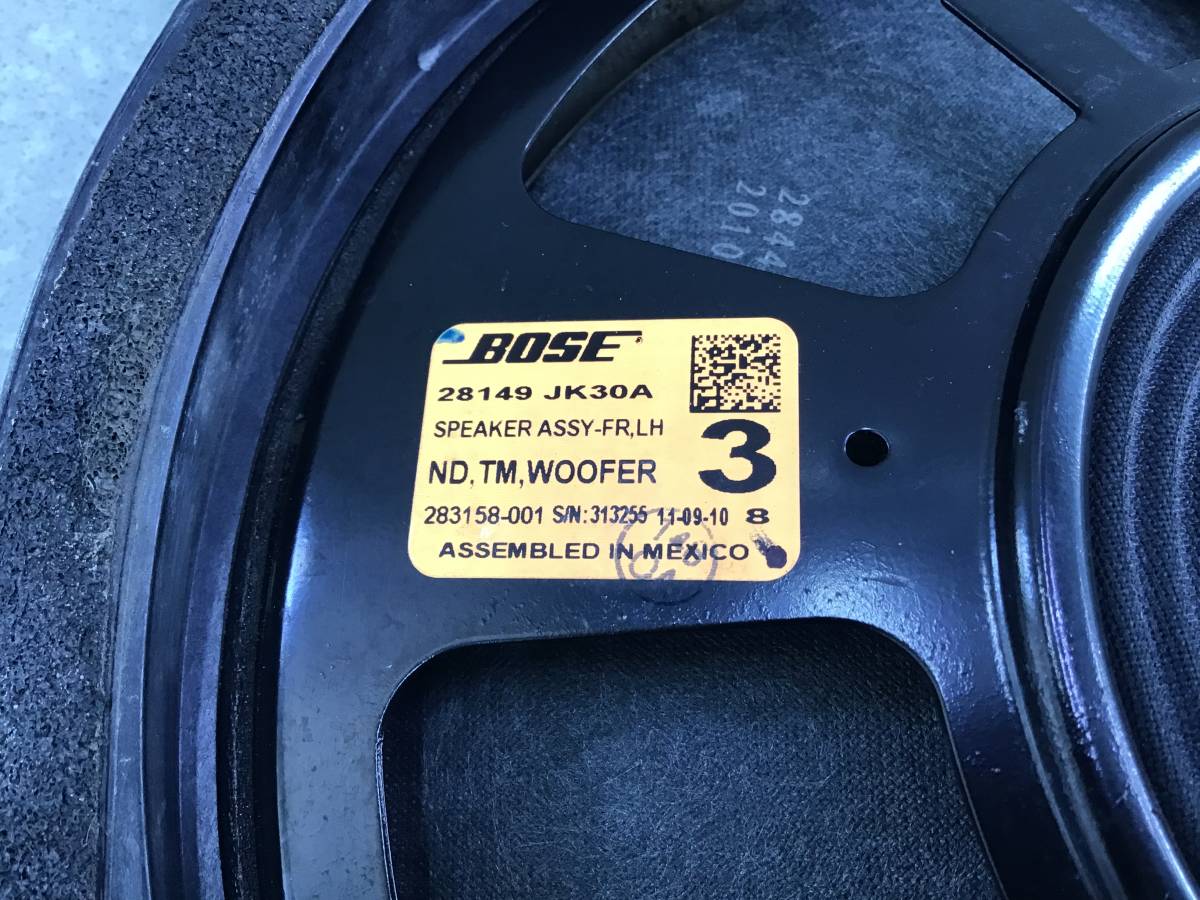 2844
2010
BOSE
28149 JK30A
SPEAKER ASSY-FR,LH
3
ND,TM,WOOFER
283158-001 S/N:313255 11-09-10 8
ASSEMBLED IN MEXICO